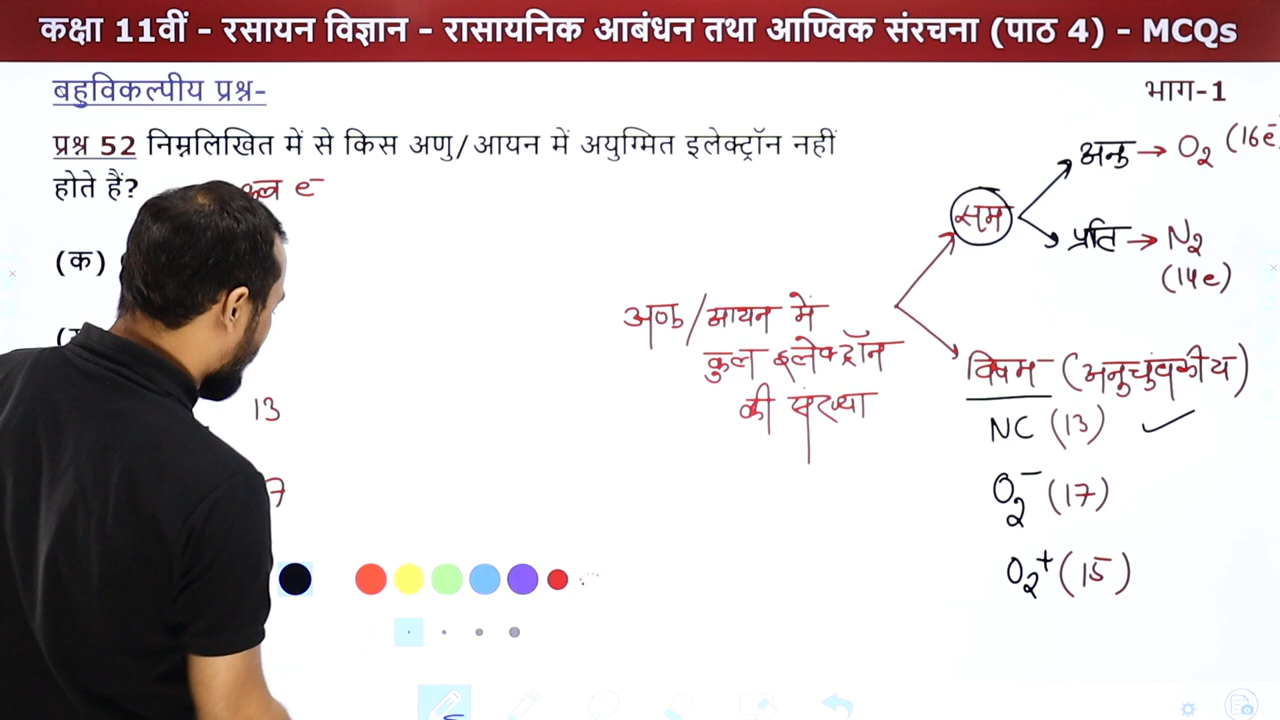 कक्षा 11वीं - रसायन विज्ञान - रासायनिक आबंधन तथा आण्विक संरचना (पाठ 4) - MCQs
बहुविकल्पीय प्रश्न-
भाग-1
प्रश्न 52 निम्नलिखित में से किस अणु/आयन में अयुग्मित इलेक्ट्रॉन नहीं
होते हैं?
e⁻
(क)
13
7
अणु/आयन में
कुल इलेक्ट्रॉन
की संख्या
सम
अनु → O₂ (16e⁻
प्रति → N₂
(14e)
विषम (अनुचुंबकीय)
NC (13) ✓
O₂⁻ (17)
O₂⁺ (15)